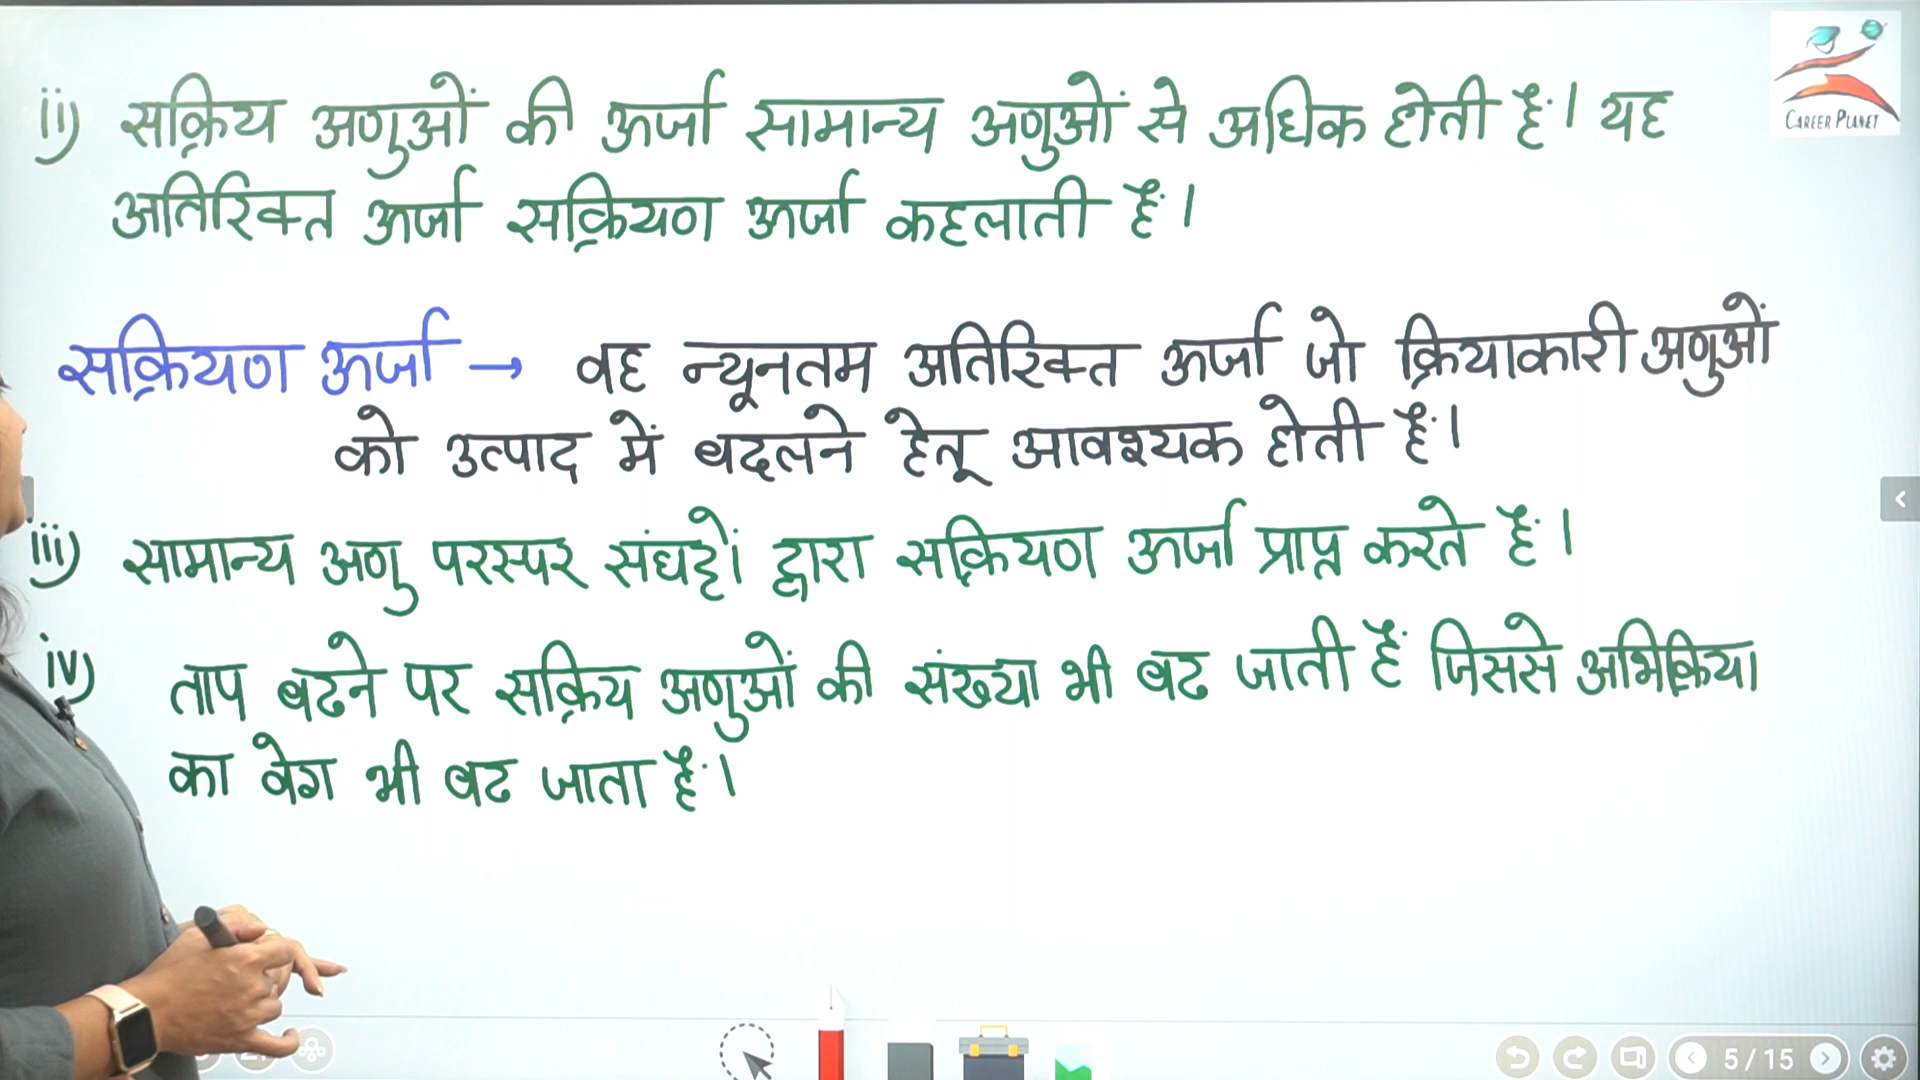 ii) सक्रिय अणुओं की ऊर्जा सामान्य अणुओं से अधिक होती है। यह
अतिरिक्त ऊर्जा सक्रियण ऊर्जा कहलाती है।
सक्रियण ऊर्जा → वह न्यूनतम अतिरिक्त ऊर्जा जो क्रियाकारी अणुओं
को उत्पाद में बदलने हेतू आवश्यक होती है।
iii) सामान्य अणु परस्पर संघट्टों द्वारा सक्रियण ऊर्जा प्राप्त करते हैं।
iv) ताप बढने पर सक्रिय अणुओं की संख्या भी बढ जाती हैं जिससे अभिक्रिया
का वेग भी बढ जाता है।
CAREER PLANET
5/15